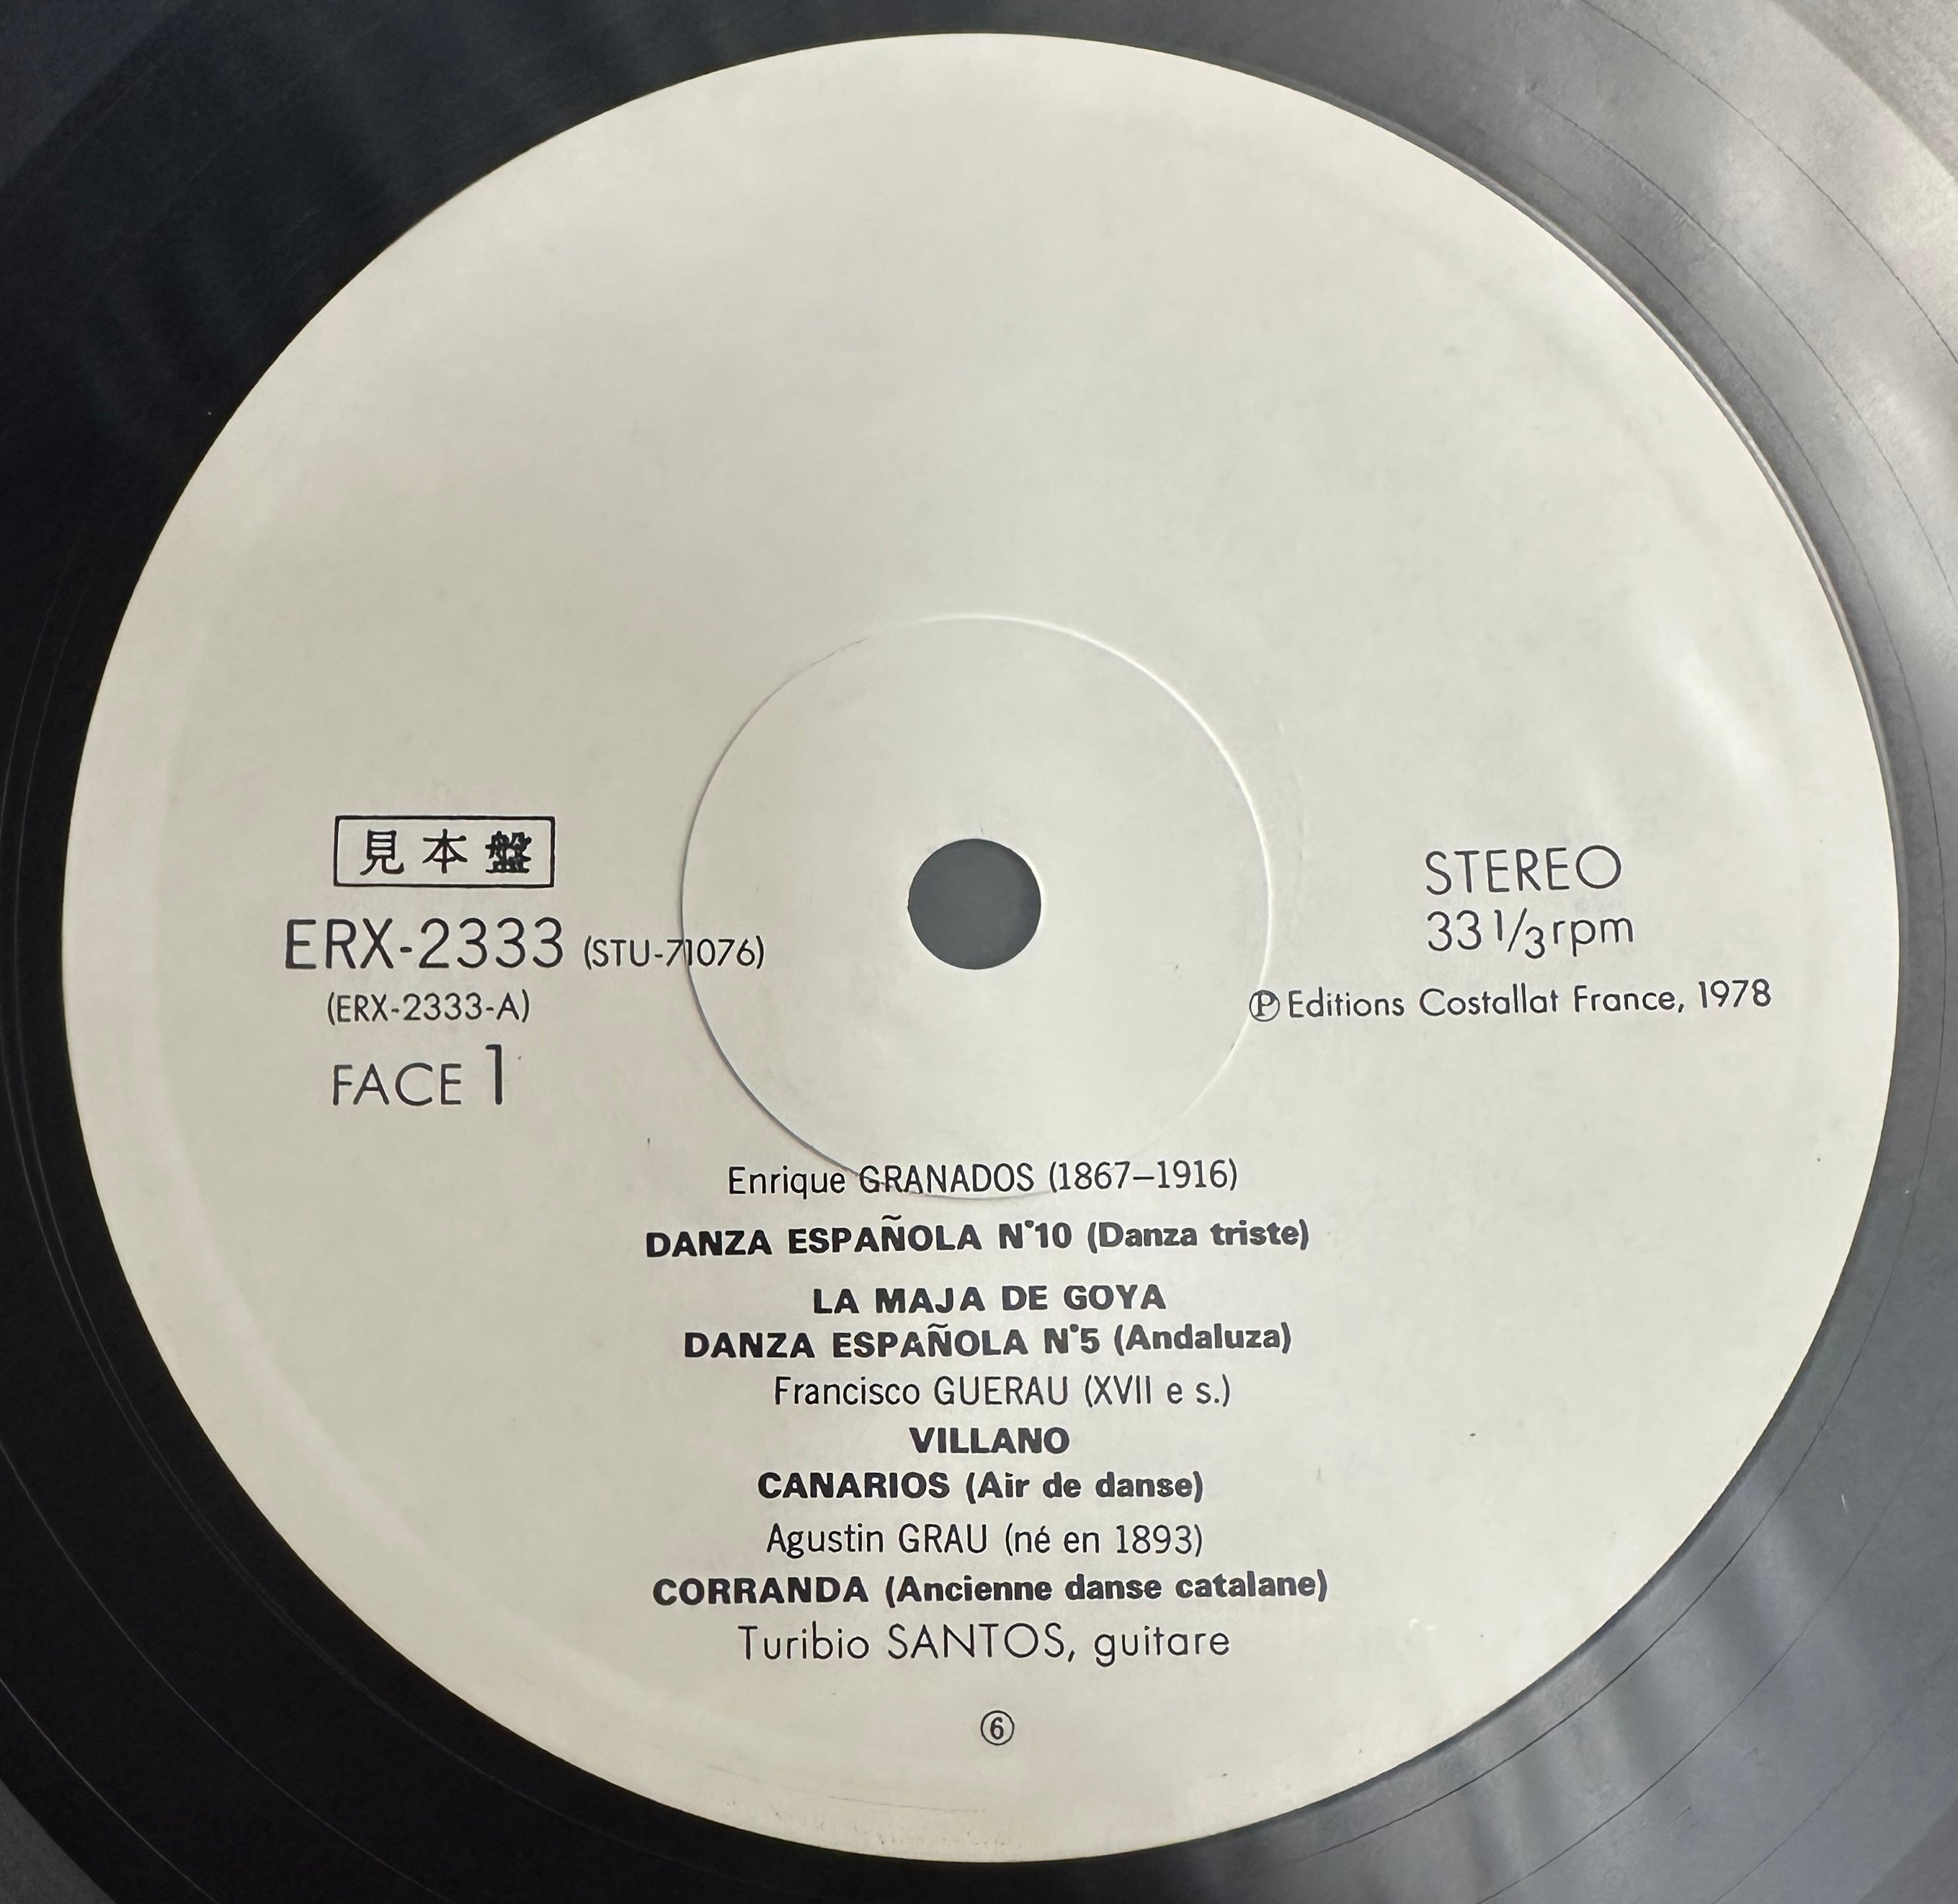 見本盤
ERX-2333 (STU-71076)
(ERX-2333-A)
FACE 1
STEREO
33 1/3 rpm
Ⓟ Editions Costallat France, 1978
Enrique GRANADOS (1867–1916)
DANZA ESPAÑOLA N°10 (Danza triste)
LA MAJA DE GOYA
DANZA ESPAÑOLA N°5 (Andaluza)
Francisco GUERAU (XVII e s.)
VILLANO
CANARIOS (Air de danse)
Agustin GRAU (né en 1893)
CORRANDA (Ancienne danse catalane)
Turibio SANTOS, guitare
⑥